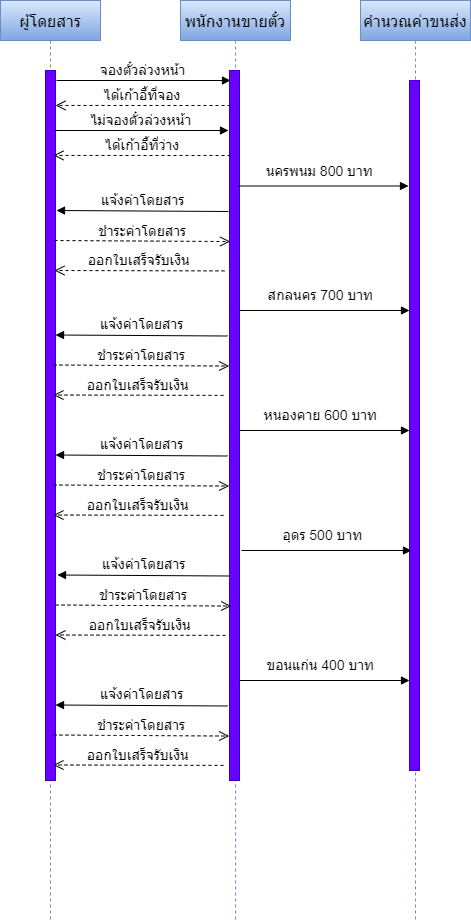 ผู้โดยสาร
พนักงานขายตั๋ว
คำนวณค่าขนส่ง
จองตั๋วล่วงหน้า
ได้เก้าอี้ที่จอง
ไม่จองตั๋วล่วงหน้า
ได้เก้าอี้ที่ว่าง
นครพนม 800 บาท
แจ้งค่าโดยสาร
ชำระค่าโดยสาร
ออกใบเสร็จรับเงิน
สกลนคร 700 บาท
แจ้งค่าโดยสาร
ชำระค่าโดยสาร
ออกใบเสร็จรับเงิน
หนองคาย 600 บาท
แจ้งค่าโดยสาร
ชำระค่าโดยสาร
ออกใบเสร็จรับเงิน
อุดร 500 บาท
แจ้งค่าโดยสาร
ชำระค่าโดยสาร
ออกใบเสร็จรับเงิน
ขอนแก่น 400 บาท
แจ้งค่าโดยสาร
ชำระค่าโดยสาร
ออกใบเสร็จรับเงิน